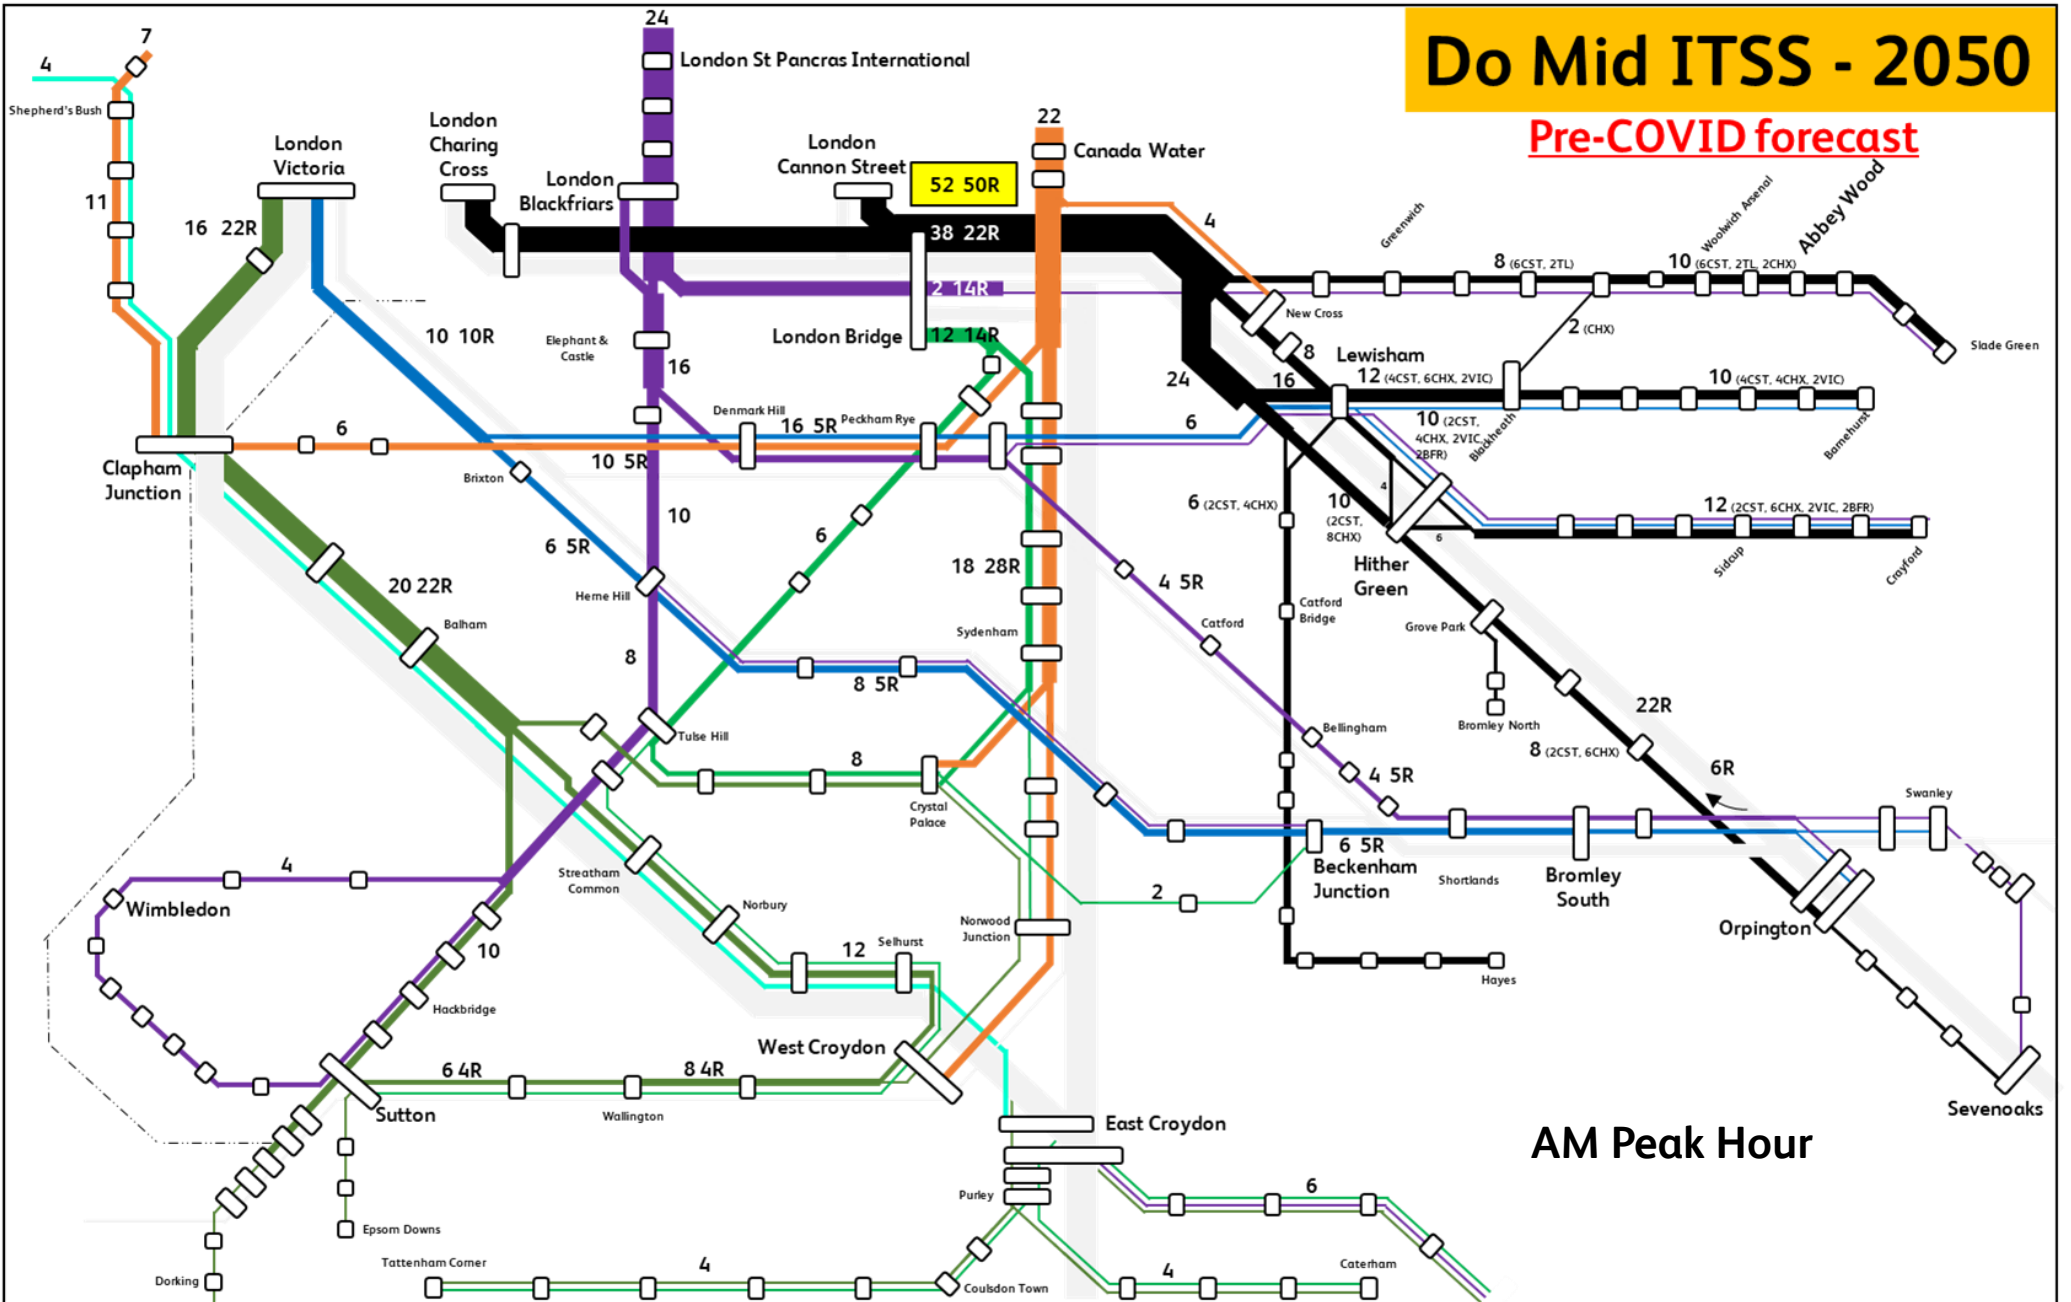 Do Mid ITSS - 2050
Pre-COVID forecast
7
4
Shepherd's Bush
11
24
London St Pancras International
London
Victoria
London
Charing
Cross
London
Blackfriars
London
Cannon Street
52 50R
22
Canada Water
16 22R
38 22R
2 14R
London Bridge
12 14R
4
Greenwich
8 (6CST, 2TL)
Woolwich Arsenal
10 (6CST, 2TL, 2CHX)
Abbey Wood
New Cross
2 (CHX)
Slade Green
10 10R
Elephant &
Castle
16
8
Lewisham
24
16
12 (4CST, 6CHX, 2VIC)
10 (4CST, 4CHX, 2VIC)
Blackheath
Barnehurst
10 (2CST,
4CHX, 2VIC,
2BFR)
6
Denmark Hill
16 5R
Peckham Rye
6
10 5R
Clapham
Junction
Brixton
10
6
6 (2CST, 4CHX)
10
(2CST,
8CHX)
4
6
12 (2CST, 6CHX, 2VIC, 2BFR)
Sidcup
Crayford
Hither
Green
6 5R
Herne Hill
18 28R
4 5R
20 22R
Balham
Catford
Catford
Bridge
Grove Park
Sydenham
8
8 5R
Tulse Hill
Bellingham
Bromley North
22R
8 (2CST, 6CHX)
6R
8
Crystal
Palace
4 5R
Swanley
6 5R
Beckenham
Junction
Shortlands
Bromley
South
Orpington
4
Wimbledon
Streatham
Common
2
Norbury
Norwood
Junction
10
12
Selhurst
Hayes
Hackbridge
West Croydon
6 4R
8 4R
Sutton
Wallington
Sevenoaks
East Croydon
AM Peak Hour
Purley
6
Epsom Downs
Tattenham Corner
4
Coulsdon Town
4
Caterham
Dorking